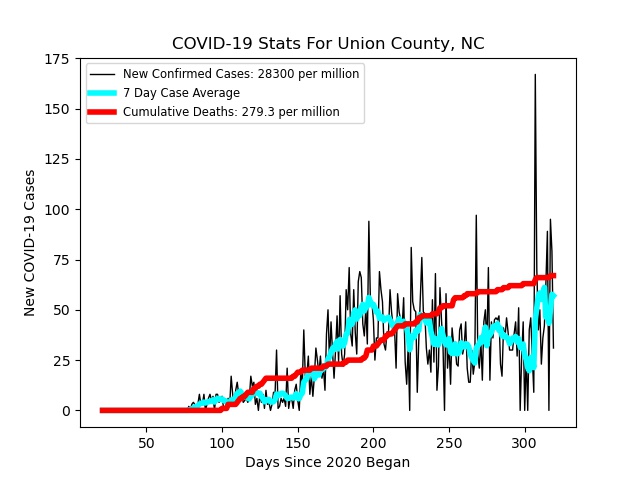 COVID-19 Stats For Union County, NC
New Confirmed Cases: 28300 per million
7 Day Case Average
Cumulative Deaths: 279.3 per million
New COVID-19 Cases
175
150
125
100
75
50
25
0
50 100 150 200 250 300
Days Since 2020 Began